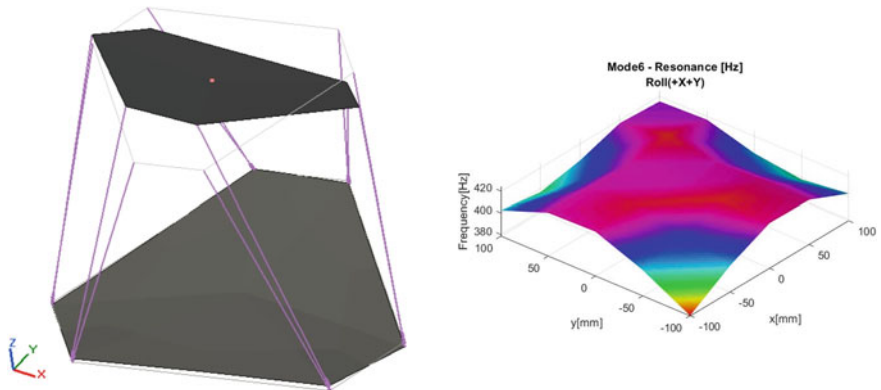 Z
Y
X
Mode6 - Resonance [Hz]
Roll(+X+Y)
Frequency[Hz]
420
400
380
100
50
0
-50
-100
y[mm]
-100
-50
0
50
100
x[mm]